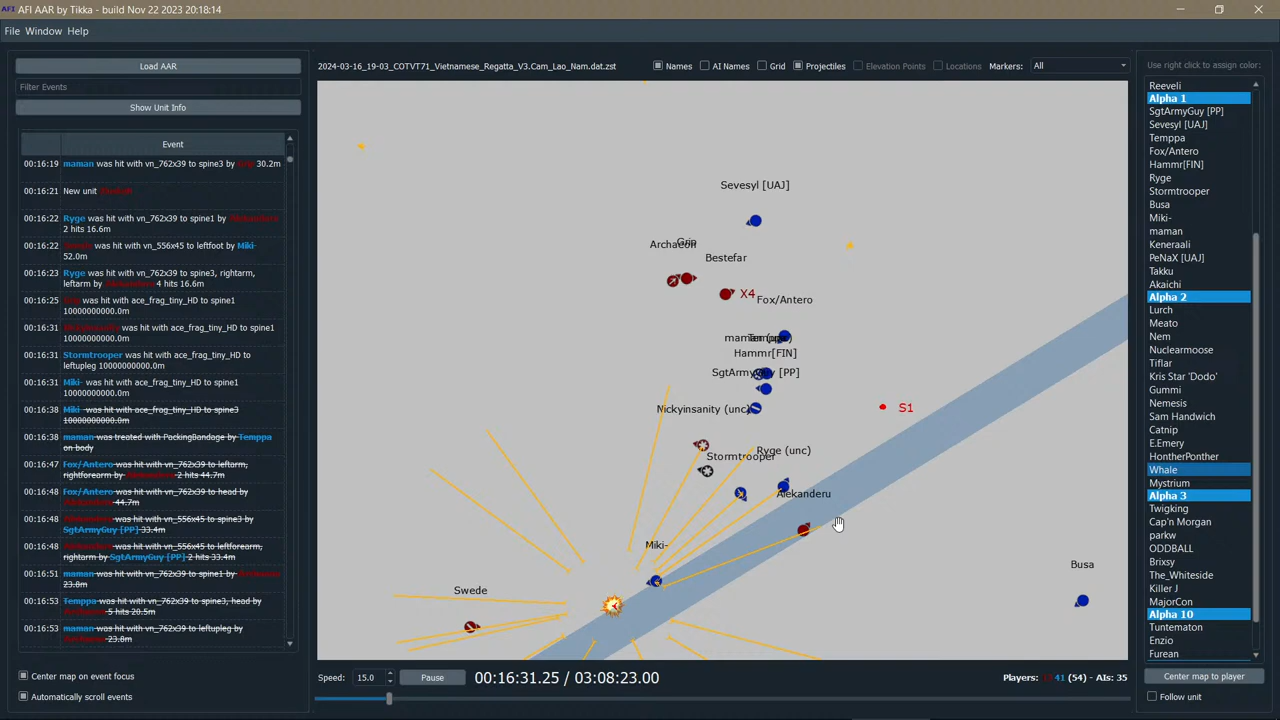 AFI AAR by Tikka - build Nov 22 2023 20:18:14
File Window Help
Load AAR
Filter Events
Show Unit Info
Event
00:16:19 maman was hit with vn_762x39 to spine3 by 30.2m
00:16:21 New unit
00:16:22 Ryge was hit with vn_762x39 to spine1 by
2 hits 16.6m
00:16:22 was hit with vn_556x45 to leftfoot by Miki-
52.0m
00:16:23 Ryge was hit with vn_762x39 to spine3, rightarm,
leftarm by 4 hits 16.6m
00:16:25 was hit with ace_frag_tiny_HD to spine1
10000000000.0m
00:16:31 was hit with ace_frag_tiny_HD to spine1
10000000000.0m
00:16:31 Stormtrooper was hit with ace_frag_tiny_HD to
leftupleg 10000000000.0m
00:16:31 Miki- was hit with ace_frag_tiny_HD to spine1
10000000000.0m
00:16:38 Miki- was hit with ace_frag_tiny_HD to spine3
10000000000.0m
00:16:38 maman was treated with PackingBandage by Temppa
on body
00:16:47 Fox/Antero was hit with vn_762x39 to leftarm,
rightforearm by 2 hits 44.7m
00:16:48 Fox/Antero was hit with vn_762x39 to head by
44.7m
00:16:48 was hit with vn_556x45 to spine3 by
SgtArmyGuy [PP] 33.4m
00:16:48 was hit with vn_556x45 to leftforearm,
rightarm by SgtArmyGuy [PP] 2 hits 33.4m
00:16:51 maman was hit with vn_762x39 to spine1 by
23.8m
00:16:53 Temppa was hit with vn_762x39 to spine3, head by
5 hits 20.5m
00:16:53 maman was hit with vn_762x39 to leftupleg by
23.8m
Center map on event focus
Automatically scroll events
2024-03-16_19-03_COTVT71_Vietnamese_Regatta_V3.Cam_Lao_Nam.dat.zst
Names AI Names Grid Projectiles Elevation Points Locations Markers: All
Sevesyl [UAJ]
Archaeon Grip
Bestefar
X4
Fox/Antero
maman
Hammr[FIN]
SgtArmyGuy [PP]
Nickyinsanity (unc)
S1
Ryge (unc)
Stormtrooper
Alekanderu
Miki-
Busa
Swede
Speed: 15.0 Pause 00:16:31.25 / 03:08:23.00
Players: 41 (54) - AIs: 35
Use right click to assign color:
Reeveli
Alpha 1
SgtArmyGuy [PP]
Sevesyl [UAJ]
Temppa
Fox/Antero
Hammr[FIN]
Ryge
Stormtrooper
Busa
Miki-
maman
Keneraali
PeNaX [UAJ]
Takku
Akaichi
Alpha 2
Lurch
Meato
Nem
Nuclearmoose
Tiflar
Kris Star 'Dodo'
Gummi
Nemesis
Sam Handwich
Catnip
E.Emery
HontherPonther
Whale
Mystrium
Alpha 3
Twigking
Cap'n Morgan
parkw
ODDBALL
Brixsy
The_Whiteside
Killer J
MajorCon
Alpha 10
Tuntematon
Enzio
Furean
Center map to player
Follow unit